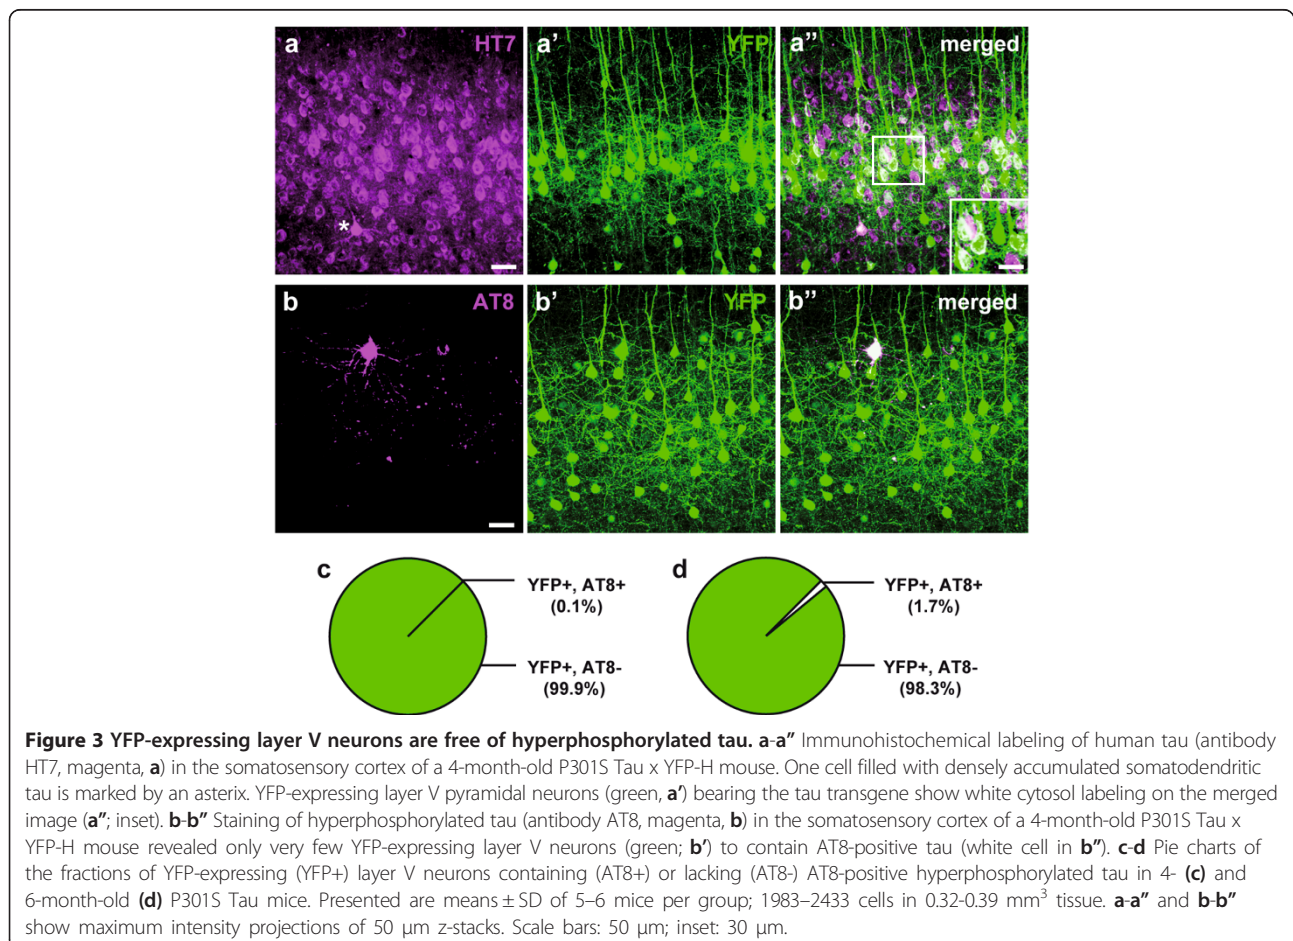 a HT7 a′ YFP a″ merged
*
b AT8 b′ YFP b″ merged
c d
YFP+, AT8+
(0.1%)
YFP+, AT8-
(99.9%)
YFP+, AT8+
(1.7%)
YFP+, AT8-
(98.3%)
Figure 3 YFP-expressing layer V neurons are free of hyperphosphorylated tau. a-a″ Immunohistochemical labeling of human tau (antibody
HT7, magenta, a) in the somatosensory cortex of a 4-month-old P301S Tau x YFP-H mouse. One cell filled with densely accumulated somatodendritic
tau is marked by an asterix. YFP-expressing layer V pyramidal neurons (green, a′) bearing the tau transgene show white cytosol labeling on the merged
image (a″; inset). b-b″ Staining of hyperphosphorylated tau (antibody AT8, magenta, b) in the somatosensory cortex of a 4-month-old P301S Tau x
YFP-H mouse revealed only very few YFP-expressing layer V neurons (green; b′) to contain AT8-positive tau (white cell in b″). c-d Pie charts of
the fractions of YFP-expressing (YFP+) layer V neurons containing (AT8+) or lacking (AT8-) AT8-positive hyperphosphorylated tau in 4- (c) and
6-month-old (d) P301S Tau mice. Presented are means ± SD of 5–6 mice per group; 1983–2433 cells in 0.32-0.39 mm³ tissue. a-a″ and b-b″
show maximum intensity projections of 50 μm z-stacks. Scale bars: 50 μm; inset: 30 μm.